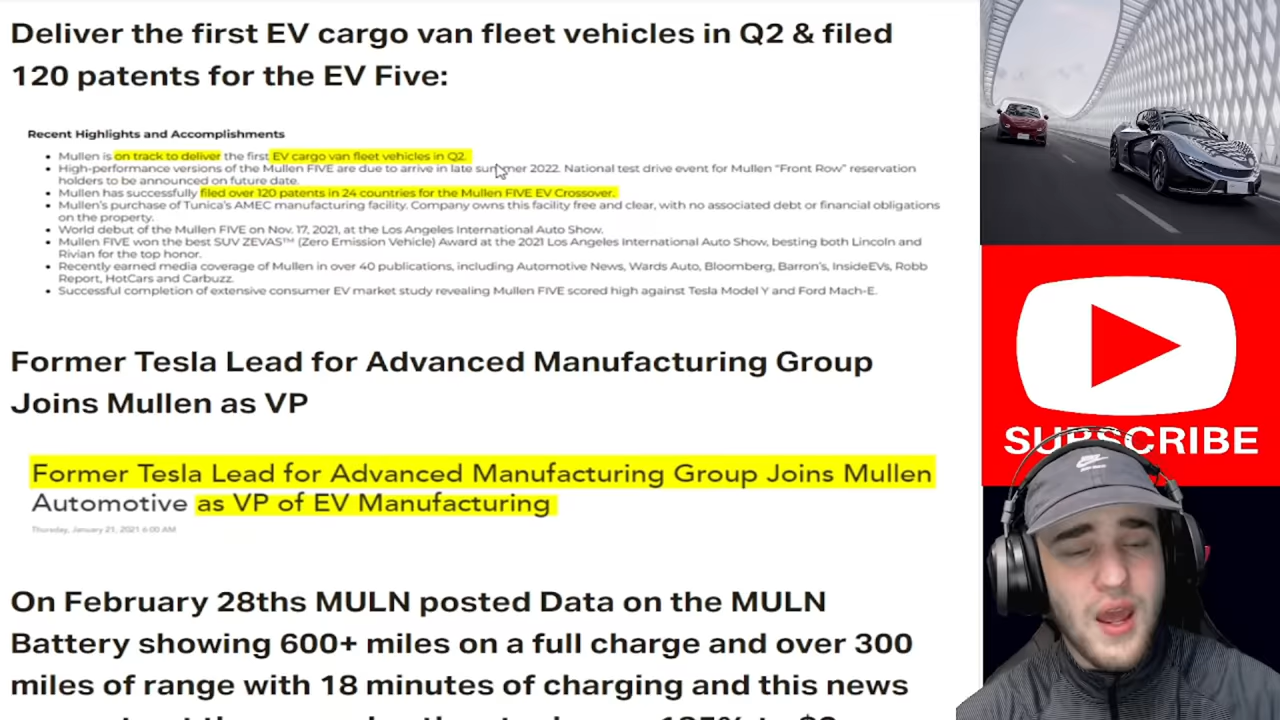 Deliver the first EV cargo van fleet vehicles in Q2 & filed
120 patents for the EV Five:
Recent Highlights and Accomplishments
• Mullen is on track to deliver the first EV cargo van fleet vehicles in Q2.
• High-performance versions of the Mullen FIVE are due to arrive in late summer 2022. National test drive event for Mullen "Front Row" reservation
holders to be announced on future date.
• Mullen has successfully filed over 120 patents in 24 countries for the Mullen FIVE EV Crossover.
• Mullen's purchase of Tunica's AMEC manufacturing facility. Company owns this facility free and clear, with no associated debt or financial obligations
on the property.
• World debut of the Mullen FIVE on Nov. 17, 2021, at the Los Angeles International Auto Show.
• Mullen FIVE won the best SUV ZEVAS™ (Zero Emission Vehicle) Award at the 2021 Los Angeles International Auto Show, besting both Lincoln and
Rivian for the top honor.
• Recently earned media coverage of Mullen in over 40 publications, including Automotive News, Wards Auto, Bloomberg, Barron's, InsideEVs, Robb
Report, HotCars and Carbuzz.
• Successful completion of extensive consumer EV market study revealing Mullen FIVE scored high against Tesla Model Y and Ford Mach-E.
Former Tesla Lead for Advanced Manufacturing Group
Joins Mullen as VP
Former Tesla Lead for Advanced Manufacturing Group Joins Mullen
Automotive as VP of EV Manufacturing
Thursday, January 21, 2021 6:00 AM
On February 28ths MULN posted Data on the MULN
Battery showing 600+ miles on a full charge and over 300
miles of range with 18 minutes of charging and this news
SUBSCRIBE